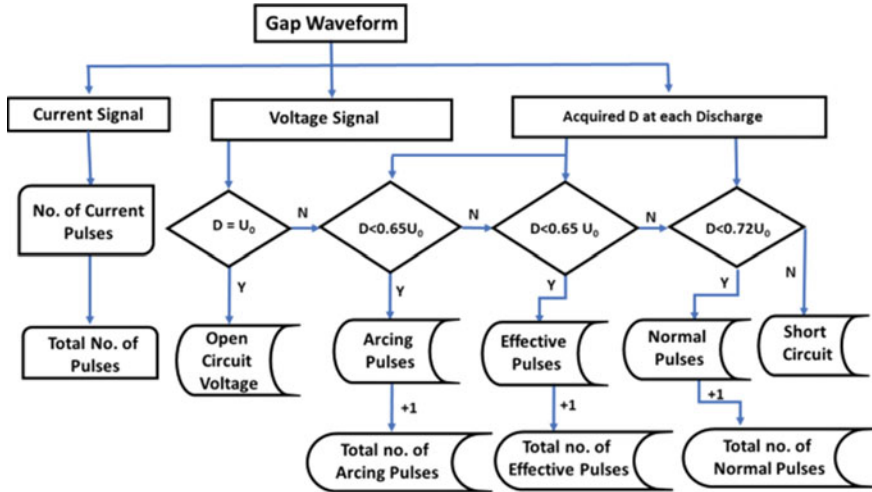 Gap Waveform
Current Signal
Voltage Signal
Acquired D at each Discharge
No. of Current
Pulses
D = U₀
N
D<0.65U₀
N
D<0.65 U₀
N
D<0.72U₀
Y
Y
Y
Y
N
Total No. of
Pulses
Open
Circuit
Voltage
Arcing
Pulses
Effective
Pulses
Normal
Pulses
Short
Circuit
+1
+1
+1
Total no. of
Arcing Pulses
Total no. of
Effective Pulses
Total no. of
Normal Pulses